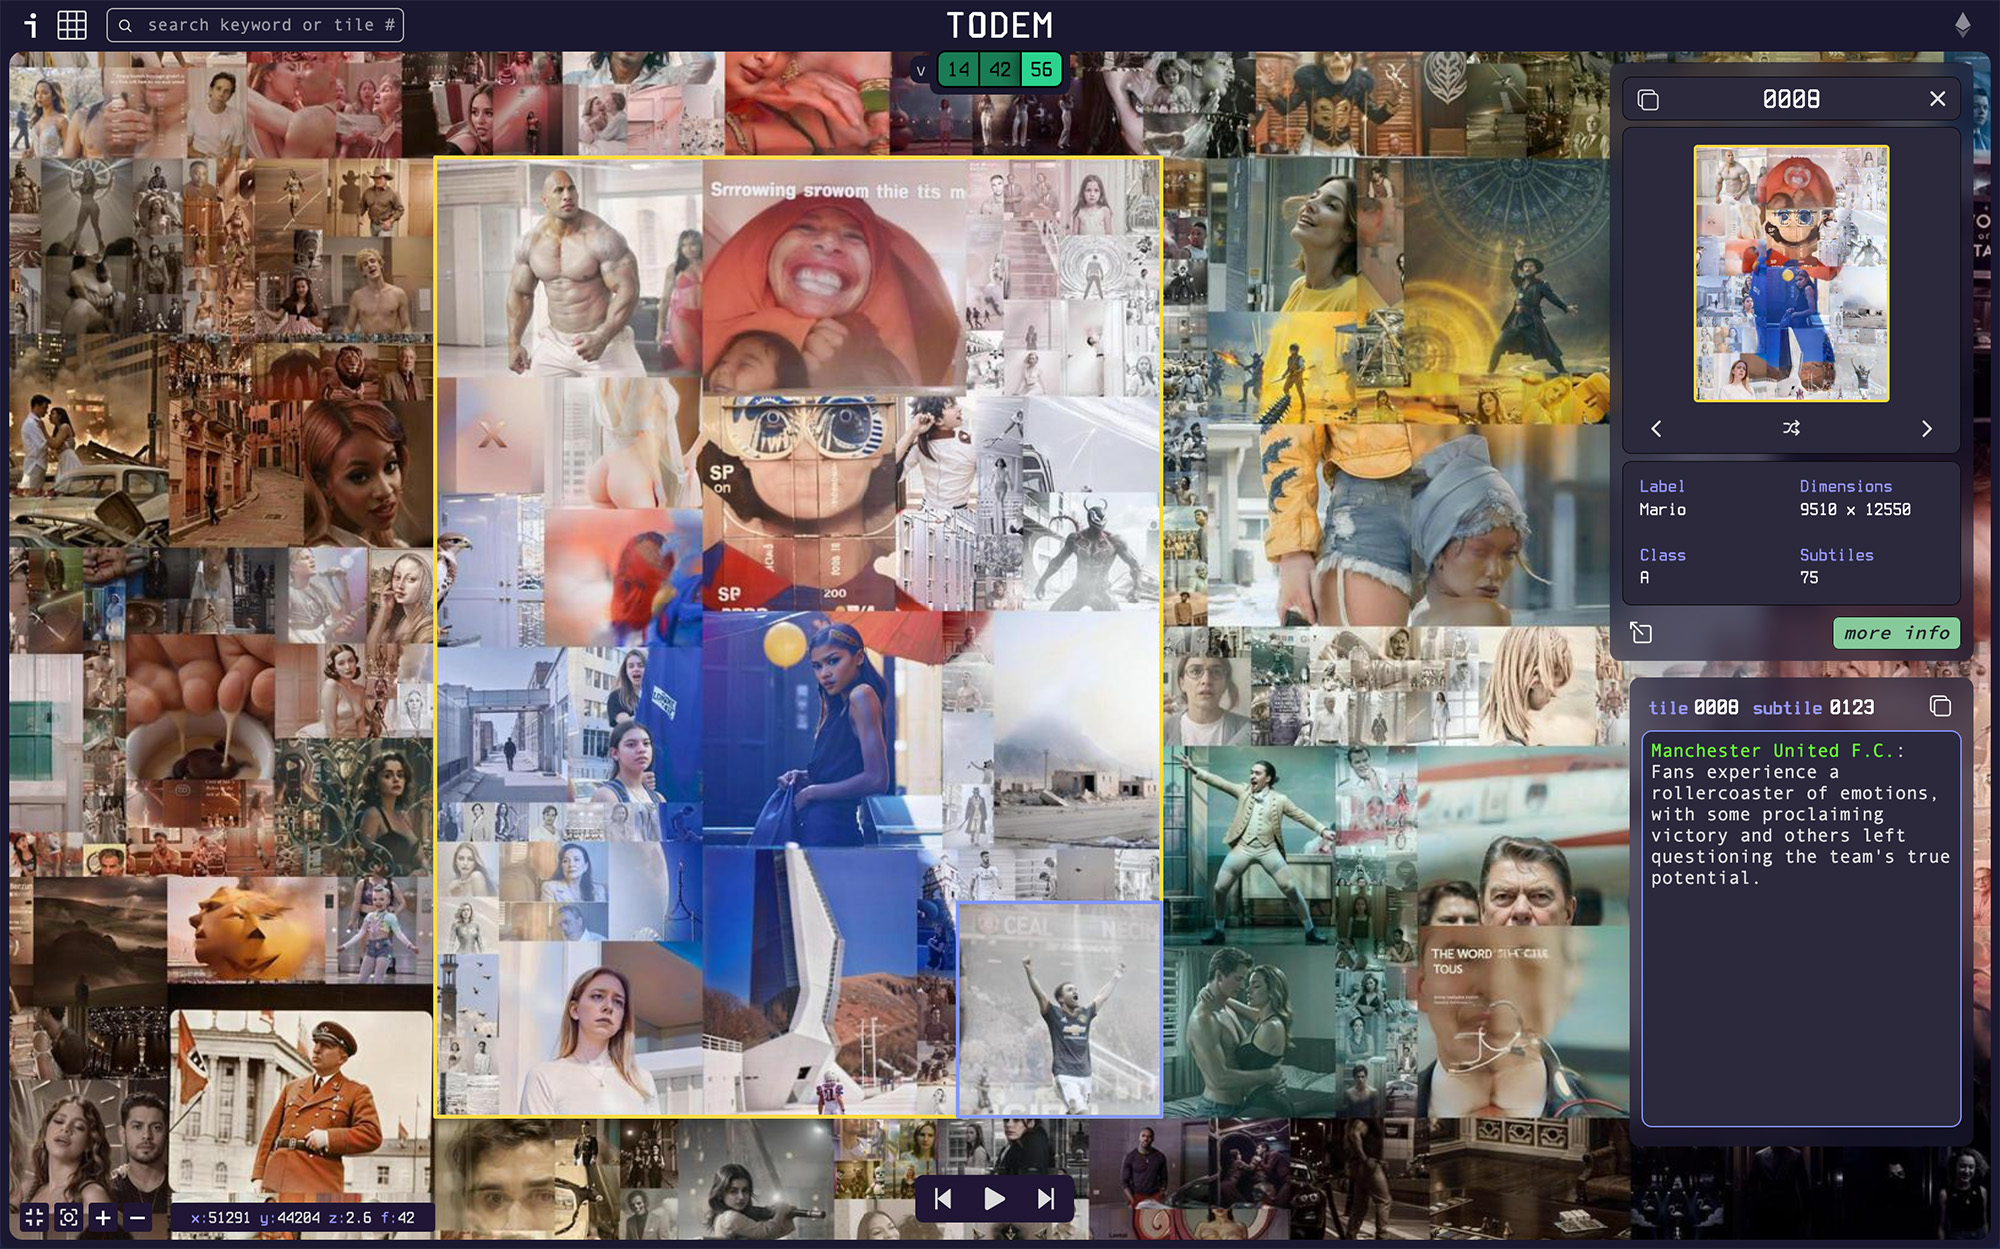 i
search keyword or tile #
TODEM
v 14 42 56
0008
Label
Mario
Dimensions
9510 x 12550
Class
A
Subtiles
75
more info
tile 0008 subtile 0123
Manchester United F.C.:
Fans experience a
rollercoaster of emotions,
with some proclaiming
victory and others left
questioning the team's true
potential.
Srrrowing srowom thie tis m
X
SP
on
SP
200
CEAL
NECH
THE WORD
TOUS
x:51291 y:44204 z:2.6 f:42